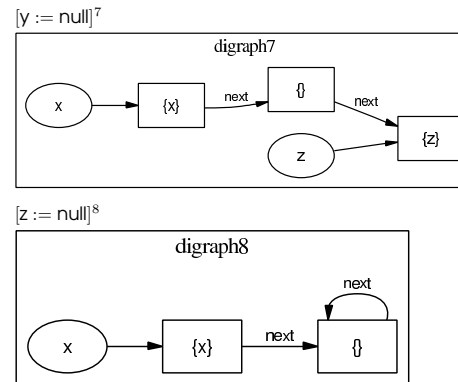 [y := null]⁷
digraph7
x {x} next {} next {z}
z
[z := null]⁸
digraph8
next
x {x} next {}